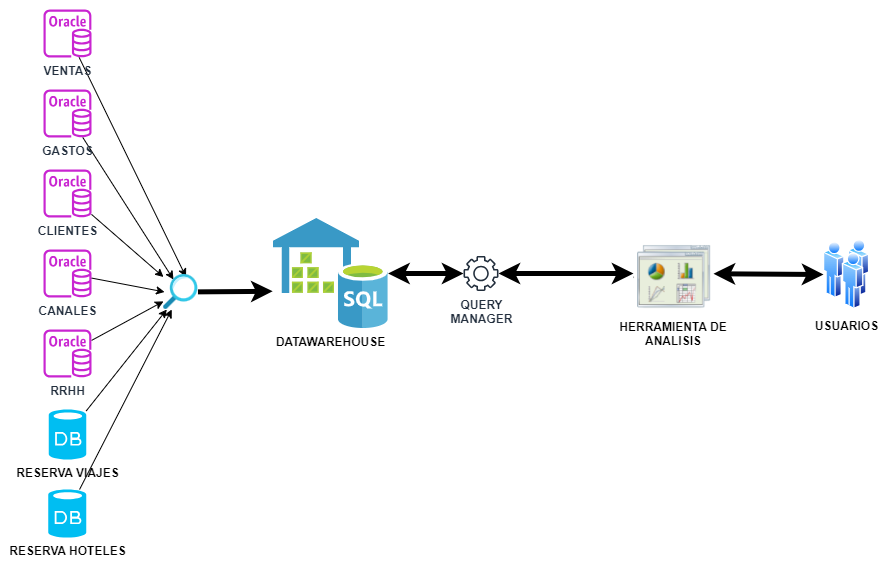 Oracle
VENTAS
Oracle
GASTOS
Oracle
CLIENTES
Oracle
CANALES
Oracle
RRHH
DB
RESERVA VIAJES
DB
RESERVA HOTELES
SQL
DATAWAREHOUSE
QUERY
MANAGER
HERRAMIENTA DE
ANALISIS
USUARIOS